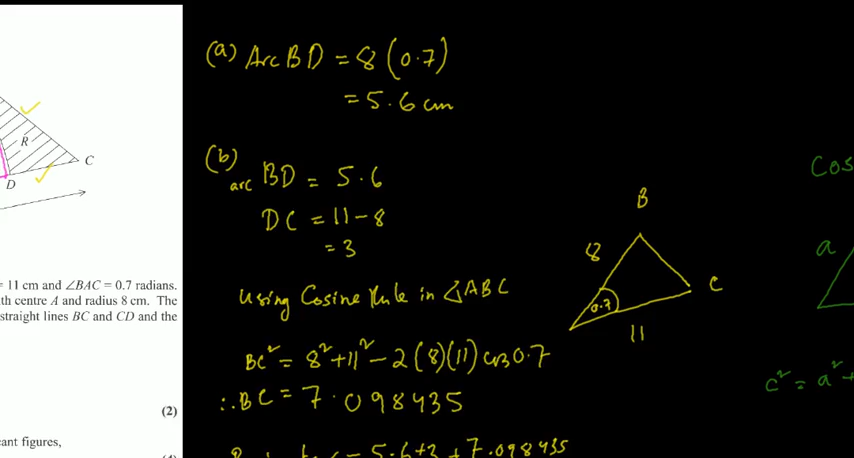 R
C
D
= 11 cm and ∠BAC = 0.7 radians.
th centre A and radius 8 cm. The
straight lines BC and CD and the
(2)
cant figures,
(a) Arc BD = 8 (0.7)
= 5.6 cm
(b)
arc BD = 5.6
DC = 11 - 8
= 3
Using Cosine Rule in △ABC
BC² = 8² + 11² - 2 (8)(11) cos 0.7
∴ BC = 7.098435
= 5.6+3 + 7.098435
B
8
C
0.7
11
Cos
a
c² = a² +